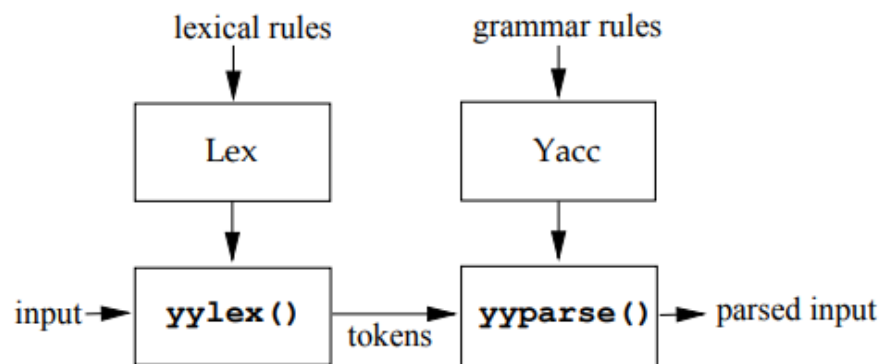 lexical rules
grammar rules
Lex
Yacc
input
yylex()
tokens
yyparse()
parsed input